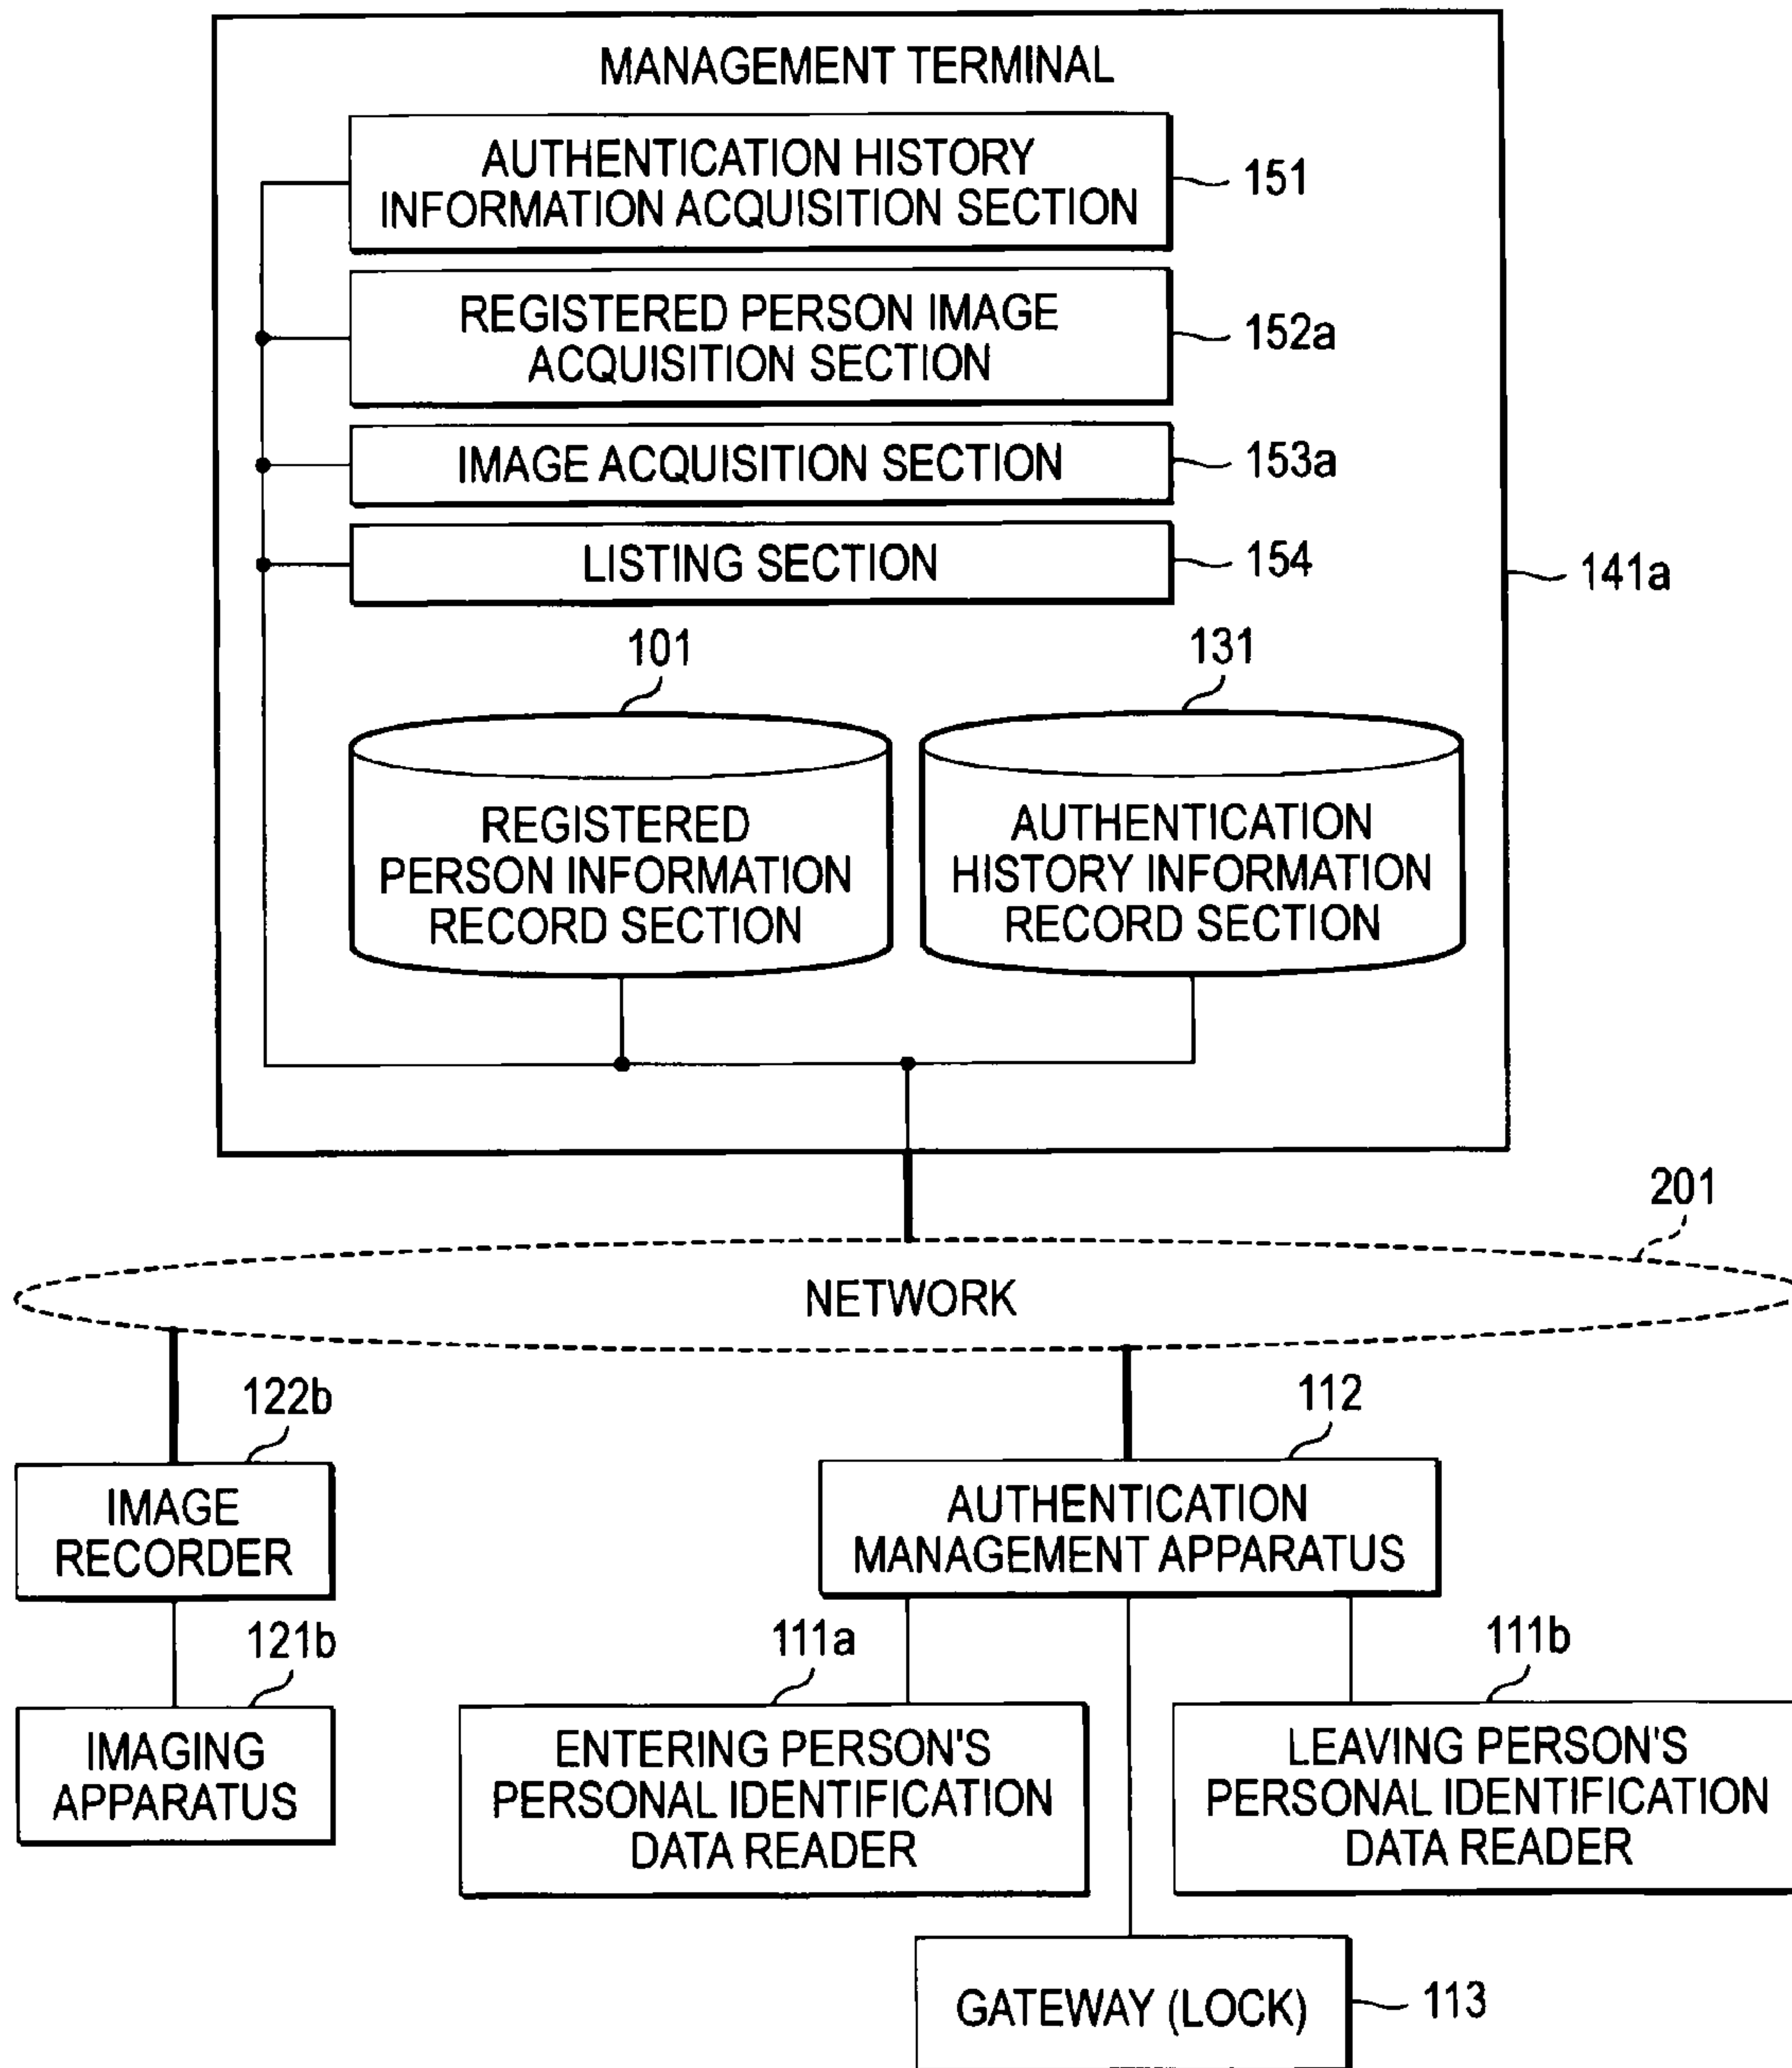 MANAGEMENT TERMINAL
AUTHENTICATION HISTORY
INFORMATION ACQUISITION SECTION
151
REGISTERED PERSON IMAGE
ACQUISITION SECTION
152a
IMAGE ACQUISITION SECTION
153a
LISTING SECTION
154
141a
101
131
REGISTERED
PERSON INFORMATION
RECORD SECTION
AUTHENTICATION
HISTORY INFORMATION
RECORD SECTION
201
NETWORK
122b
112
IMAGE
RECORDER
AUTHENTICATION
MANAGEMENT APPARATUS
121b
111a
111b
IMAGING
APPARATUS
ENTERING PERSON'S
PERSONAL IDENTIFICATION
DATA READER
LEAVING PERSON'S
PERSONAL IDENTIFICATION
DATA READER
GATEWAY (LOCK)
113